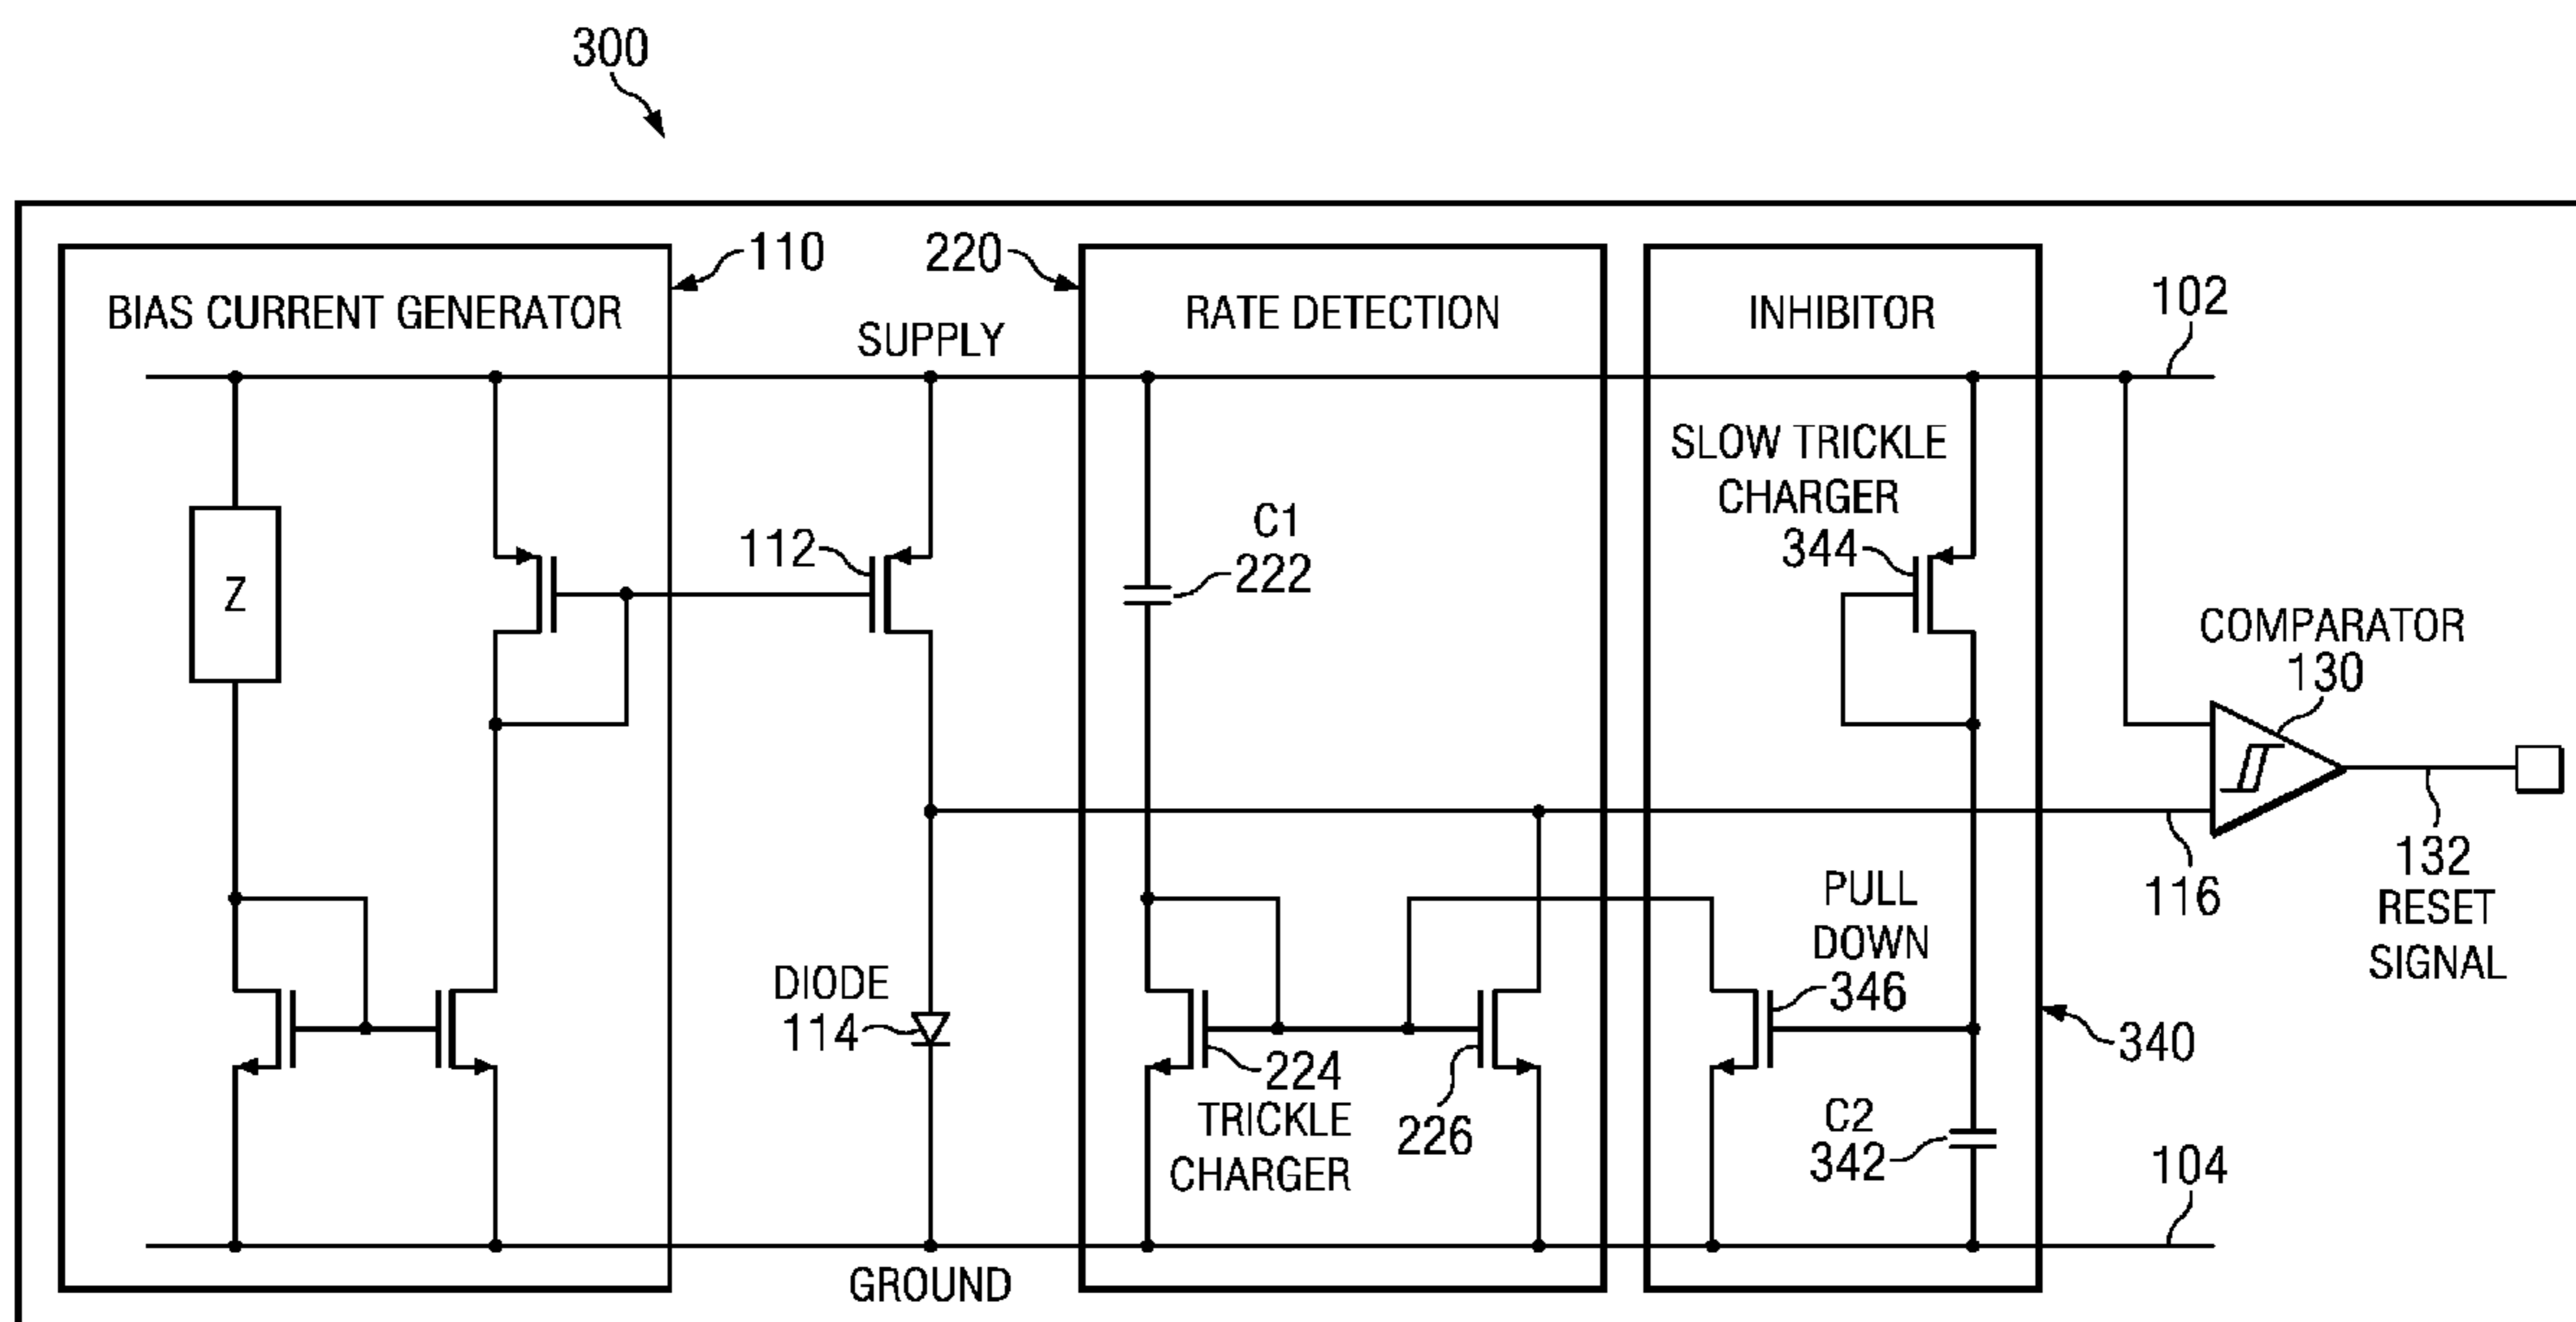 300
110
220
BIAS CURRENT GENERATOR
SUPPLY
RATE DETECTION
INHIBITOR
102
SLOW TRICKLE
CHARGER
344
C1
222
112
Z
COMPARATOR
130
DIODE
114
PULL
DOWN
346
116
132
RESET
SIGNAL
224
TRICKLE
CHARGER
226
C2
342
340
104
GROUND